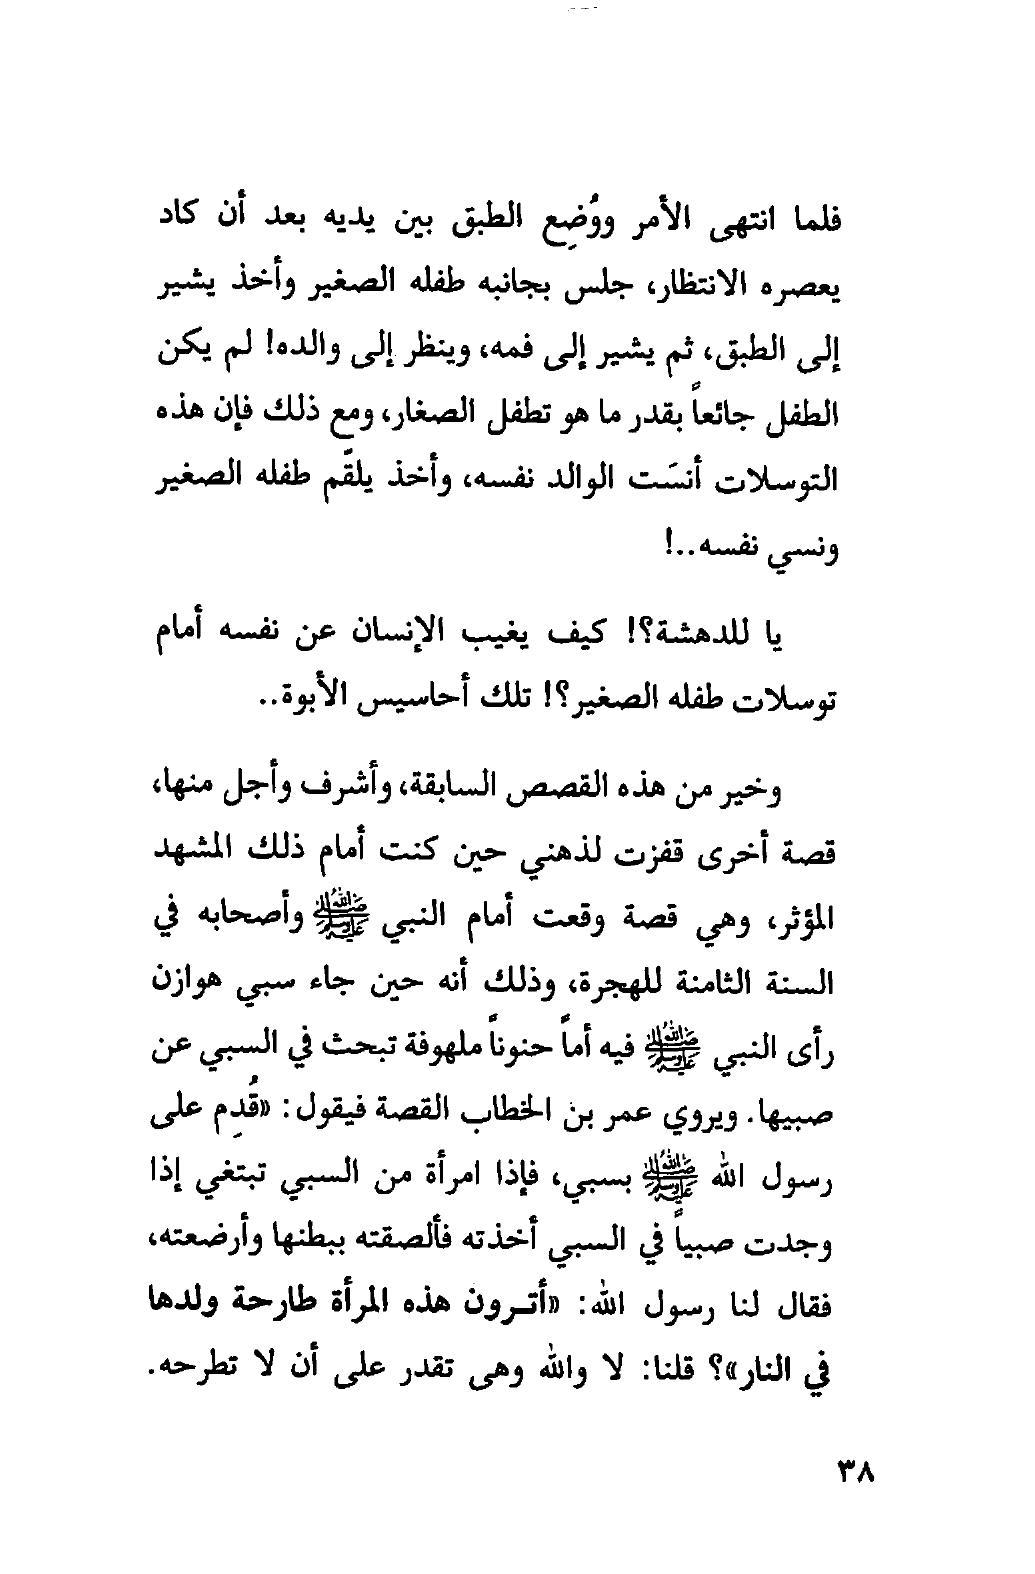 فلما انتهى الأمر ووُضِع الطبق بين يديه بعد أن كاد
يعصره الانتظار، جلس بجانبه طفله الصغير وأخذ يشير
إلى الطبق، ثم يشير إلى فمه، وينظر إلى والده! لم يكن
الطفل جائعاً بقدر ما هو تطفل الصغار، ومع ذلك فإن هذه
التوسلات أنسَت الوالد نفسه، وأخذ يلقّم طفله الصغير
ونسي نفسه..!
يا للدهشة؟! كيف يغيب الإنسان عن نفسه أمام
توسلات طفله الصغير؟! تلك أحاسيس الأبوة..
وخير من هذه القصص السابقة، وأشرف وأجل منها،
قصة أخرى قفزت لذهني حين كنت أمام ذلك المشهد
المؤثر، وهي قصة وقعت أمام النبي ﷺ وأصحابه في
السنة الثامنة للهجرة، وذلك أنه حين جاء سبي هوازن
رأى النبي ﷺ فيه أماً حنوناً ملهوفة تبحث في السبي عن
صبيها. ويروي عمر بن الخطاب القصة فيقول: «قُدِم على
رسول الله ﷺ بسبي، فإذا امرأة من السبي تبتغي إذا
وجدت صبياً في السبي أخذته فألصقته ببطنها وأرضعته،
فقال لنا رسول الله: «أتـرون هذه المرأة طارحة ولدها
في النار»؟ قلنا: لا والله وهى تقدر على أن لا تطرحه.
٣٨